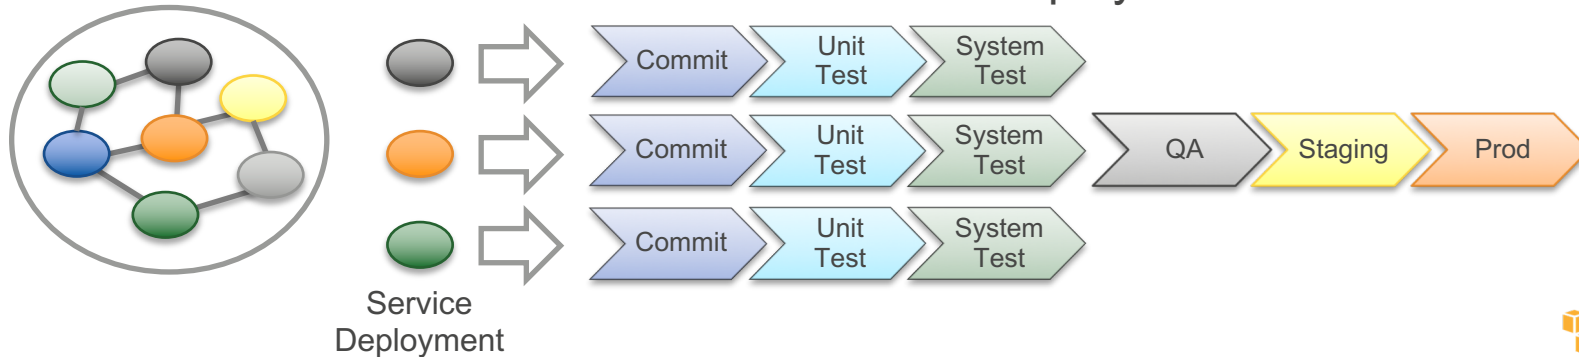 Commit
Unit
Test
System
Test
Commit
Unit
Test
System
Test
QA
Staging
Prod
Commit
Unit
Test
System
Test
Service
Deployment